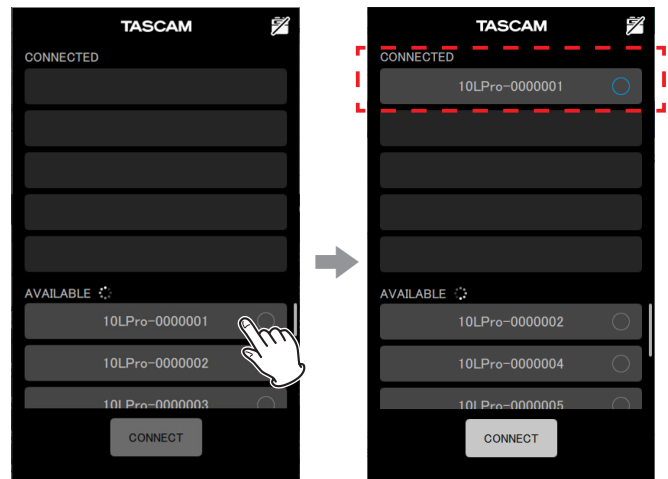 TASCAM
CONNECTED
AVAILABLE
10LPro-0000001
10LPro-0000002
10LPro-0000003
CONNECT
TASCAM
CONNECTED
10LPro-0000001
AVAILABLE
10LPro-0000002
10LPro-0000004
10LPro-0000005
CONNECT